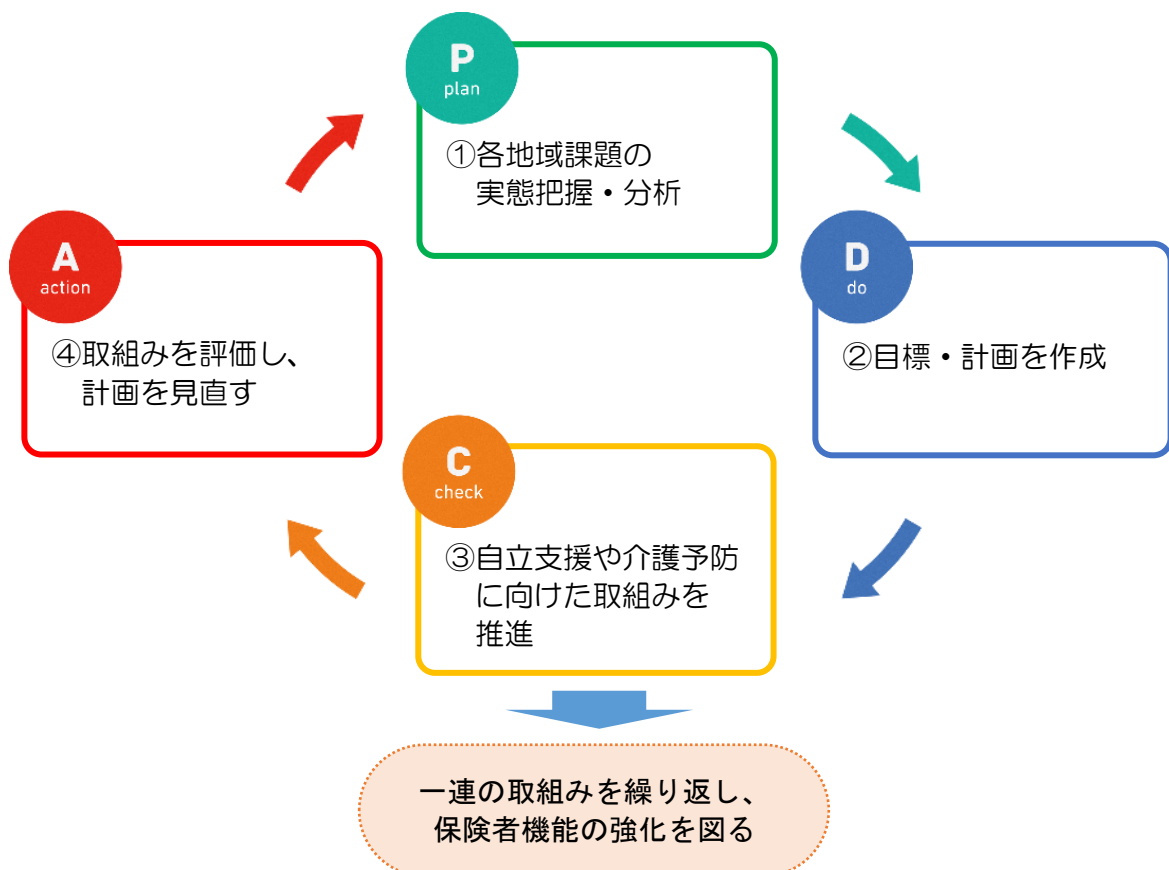 P
plan
①各地域課題の
実態把握・分析
D
do
②目標・計画を作成
C
check
③自立支援や介護予防
に向けた取組みを
推進
A
action
④取組みを評価し、
計画を見直す
一連の取組みを繰り返し、
保険者機能の強化を図る